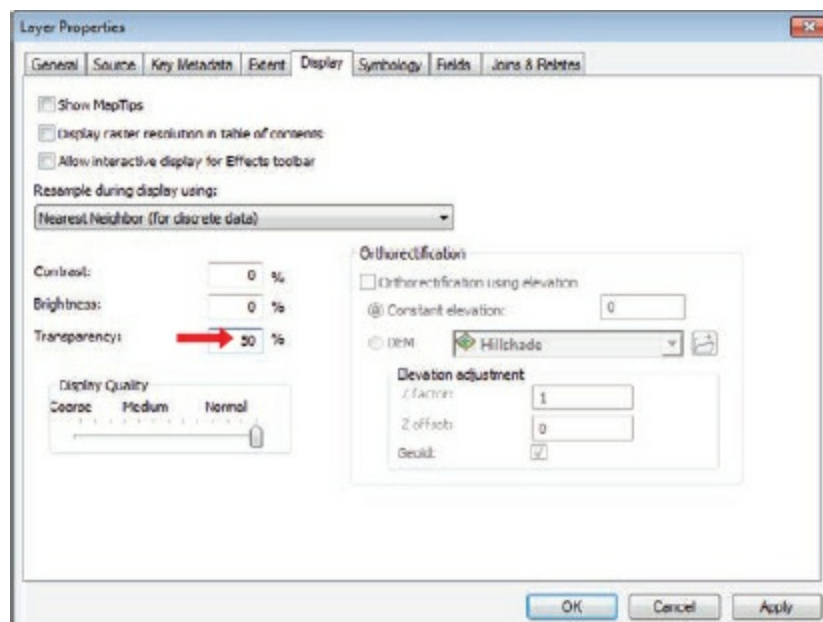 Layer Properties
General Source Key Metadata Extent Display Symbology Fields Joins & Relates
Show MapTips
Display raster resolution in table of contents
Allow interactive display for Effects toolbar
Resample during display using:
Nearest Neighbor (for discrete data)
Contrast: 0 %
Brightness: 0 %
Transparency: 50 %
Display Quality
Coarse Medium Normal
Orthorectification
Orthorectification using elevation
Constant elevation: 0
DEM Hillshade
Elevation adjustment
Z factor: 1
Z offset: 0
Geoid:
OK Cancel Apply